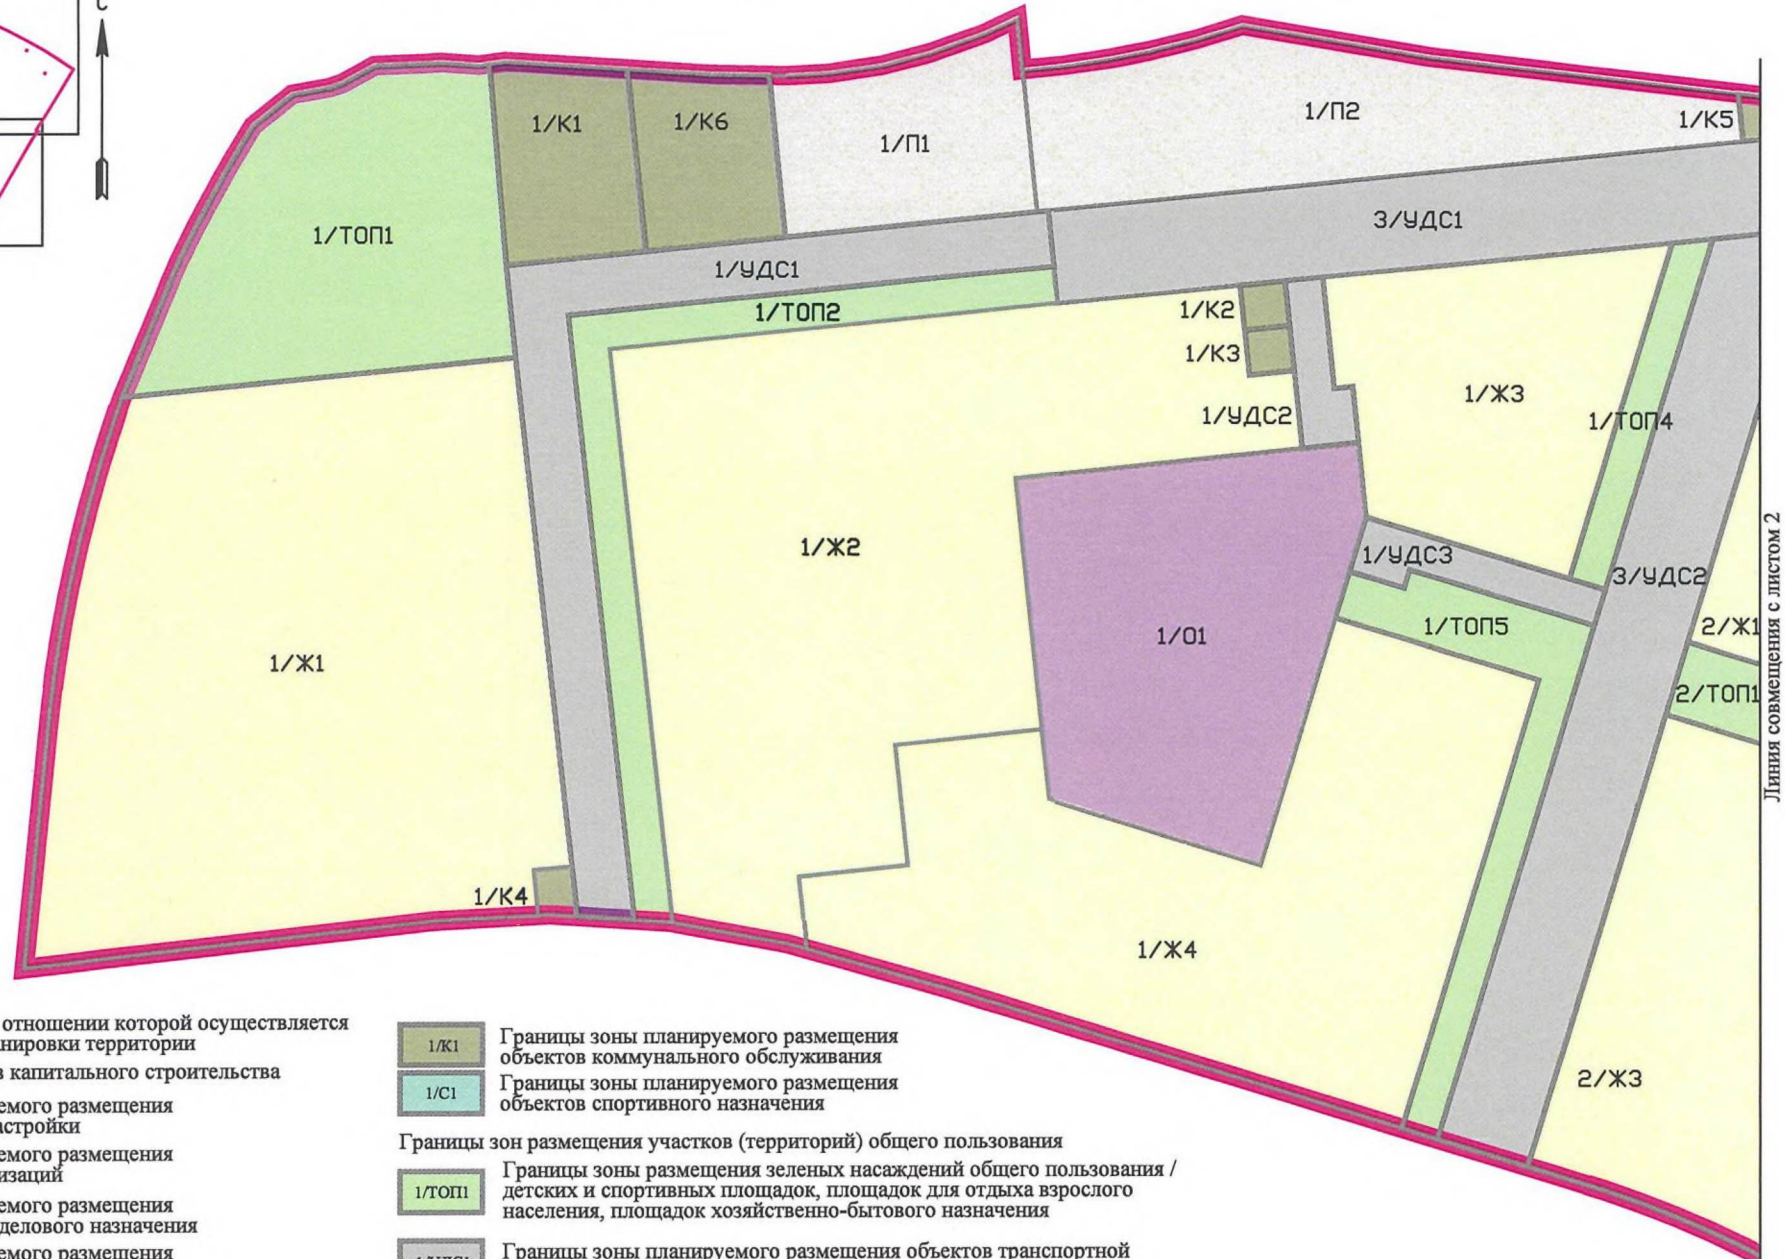 С
1/К1
1/К6
1/П1
1/П2
1/К5
1/ТОП1
1/УДС1
3/УДС1
1/ТОП2
1/К2
1/К3
1/УДС2
1/Ж3
1/ТОП4
1/Ж2
1/УДС3
3/УДС2
1/О1
1/ТОП5
2/Ж1
1/Ж1
2/ТОП1
Линия совмещения с листом 2
1/К4
1/Ж4
2/Ж3
отношении которой осуществляется
нировки территории
в капитального строительства
емого размещения
астройки
емого размещения
изаций
емого размещения
делового назначения
емого размещения
1/К1
Границы зоны планируемого размещения
объектов коммунального обслуживания
1/С1
Границы зоны планируемого размещения
объектов спортивного назначения
Границы зон размещения участков (территорий) общего пользования
1/ТОП1
Границы зоны размещения зеленых насаждений общего пользования /
детских и спортивных площадок, площадок для отдыха взрослого
населения, площадок хозяйственно-бытового назначения
Границы зоны планируемого размещения объектов транспортной